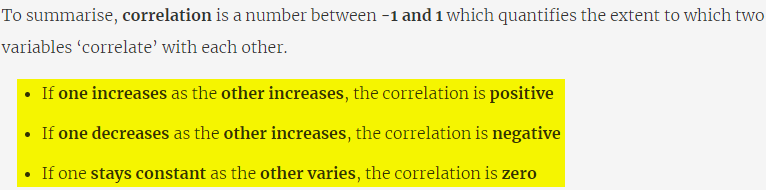 To summarise, correlation is a number between -1 and 1 which quantifies the extent to which two
variables ‘correlate’ with each other.
• If one increases as the other increases, the correlation is positive
• If one decreases as the other increases, the correlation is negative
• If one stays constant as the other varies, the correlation is zero